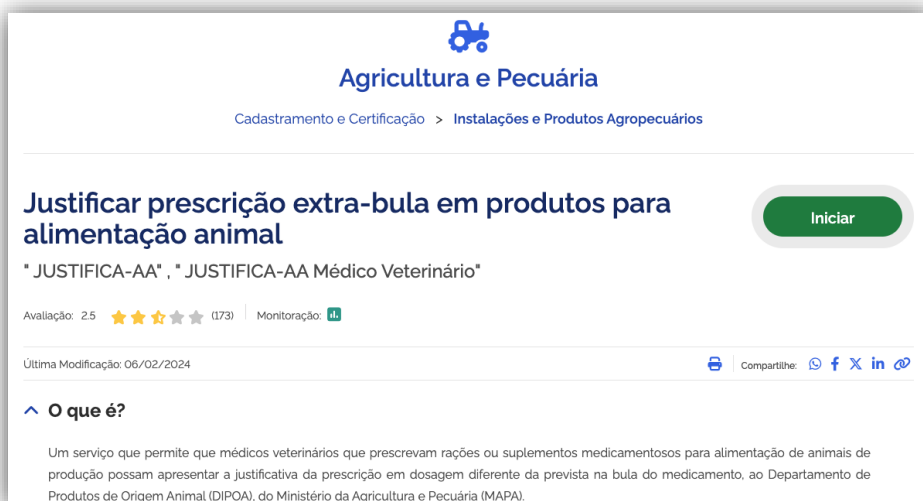 Agricultura e Pecuária
Cadastramento e Certificação > Instalações e Produtos Agropecuários
Justificar prescrição extra-bula em produtos para
alimentação animal
Iniciar
" JUSTIFICA-AA" , " JUSTIFICA-AA Médico Veterinário"
Avaliação: 2.5 (173) Monitoração:
Última Modificação: 06/02/2024 Compartilhe:
O que é?
Um serviço que permite que médicos veterinários que prescrevam rações ou suplementos medicamentosos para alimentação de animais de
produção possam apresentar a justificativa da prescrição em dosagem diferente da prevista na bula do medicamento, ao Departamento de
Produtos de Origem Animal (DIPOA), do Ministério da Agricultura e Pecuária (MAPA).